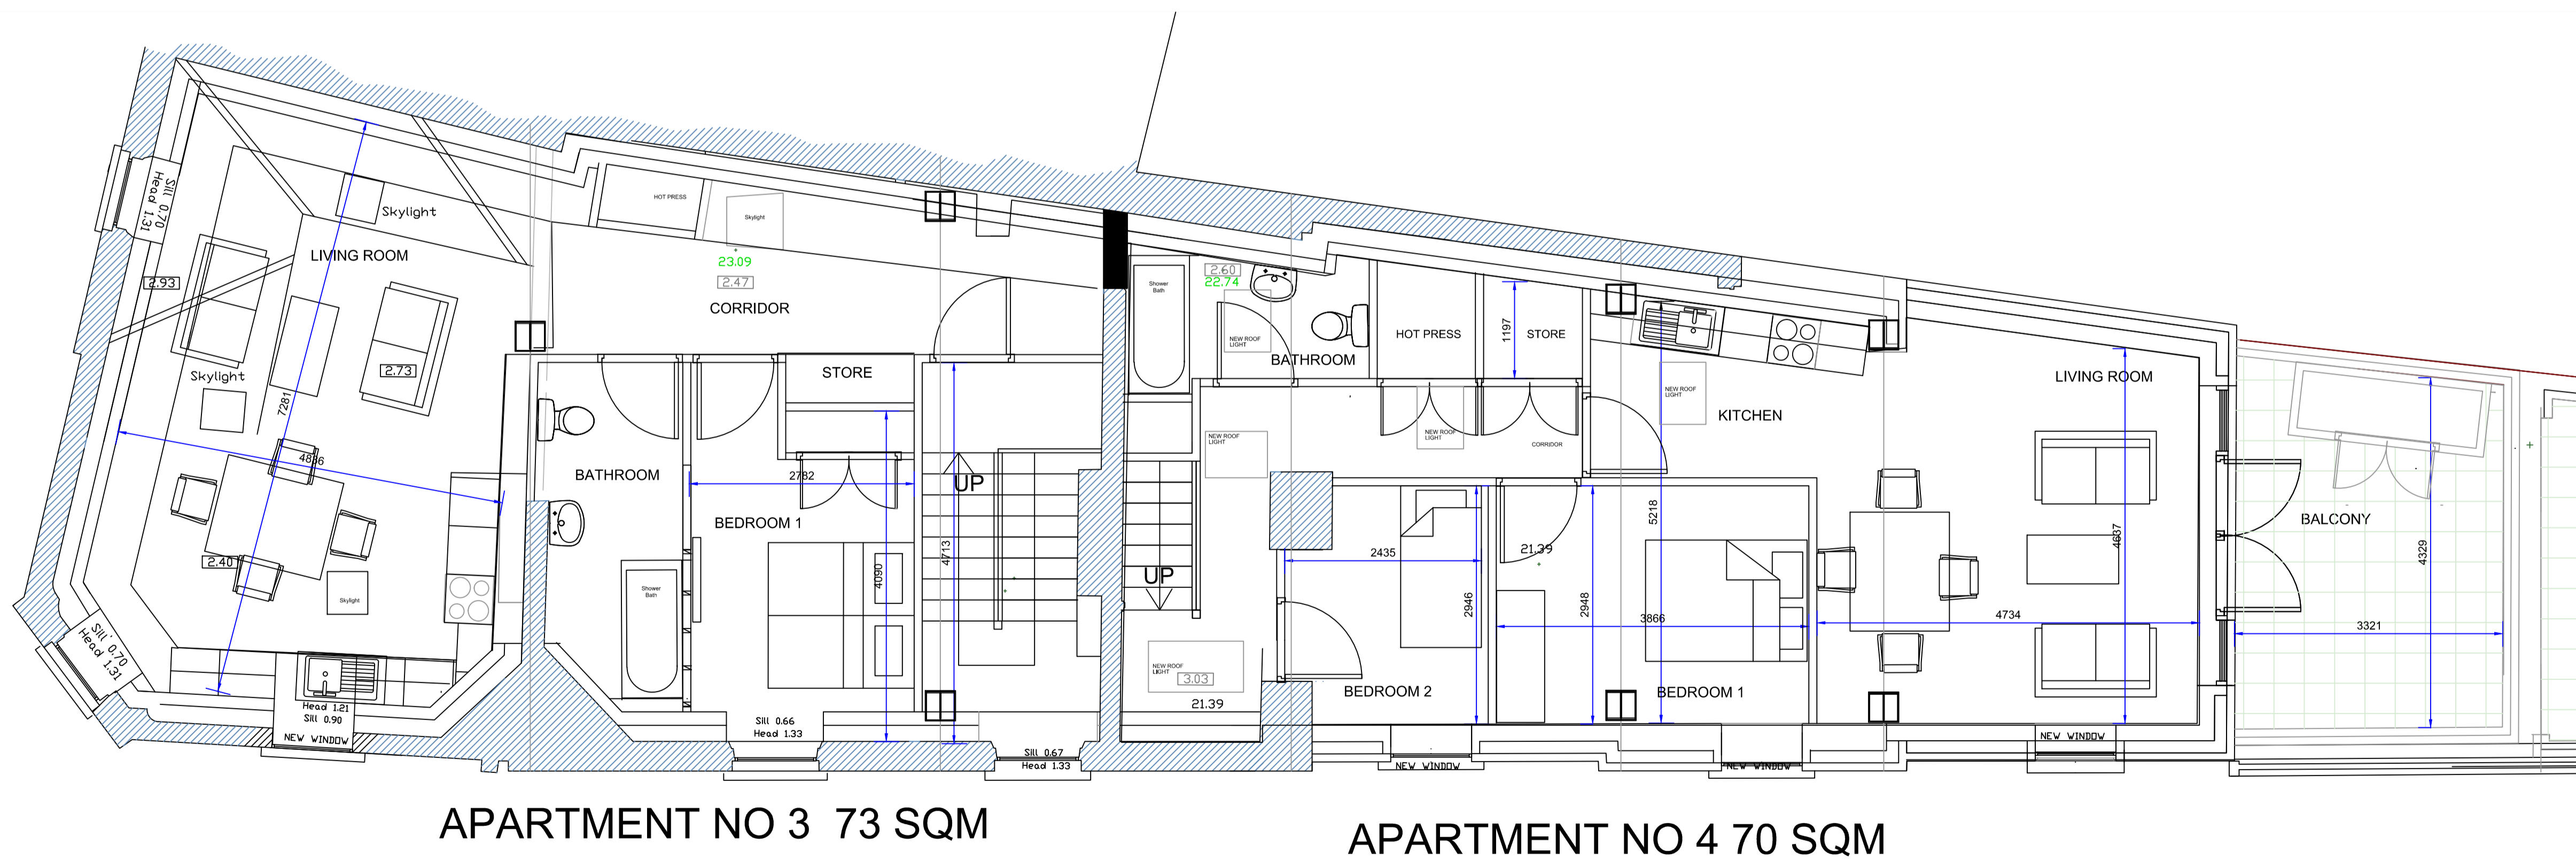 Sill 0.70
Head 1.31
Skylight
LIVING ROOM
2.93
2.73
Skylight
7281
4836
2.40
Skylight
Sill 0.70
Head 1.31
Head 1.21
Sill 0.90
NEW WINDOW
HOT PRESS
Skylight
23.09
2.47
CORRIDOR
STORE
BATHROOM
2782
BEDROOM 1
UP
4713
4090
Shower
Bath
Sill 0.66
Head 1.33
Sill 0.67
Head 1.33
Shower
Bath
2.60
22.74
NEW ROOF
LIGHT
BATHROOM
HOT PRESS
1197
STORE
NEW ROOF
LIGHT
NEW ROOF
LIGHT
CORRIDOR
NEW ROOF
LIGHT
KITCHEN
LIVING ROOM
UP
2435
2946
21.39
2948
3866
5218
4687
4734
BALCONY
4329
3321
NEW ROOF
LIGHT
3.03
21.39
BEDROOM 2
BEDROOM 1
NEW WINDOW
NEW WINDOW
NEW WINDOW
APARTMENT NO 3 73 SQM
APARTMENT NO 4 70 SQM